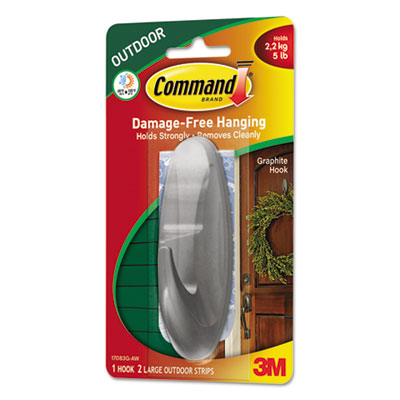 OUTDOOR
Holds
2,2 kg
5 lb
Command
BRAND
Damage-Free Hanging
Holds Strongly • Removes Cleanly
Graphite
Hook
17083G-AW
1 HOOK 2 LARGE OUTDOOR STRIPS
3M